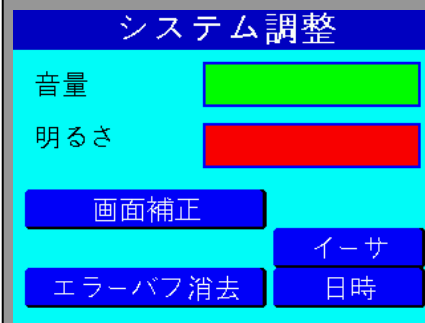 システム調整
音量
明るさ
画面補正
イーサ
エラーバフ消去
日時